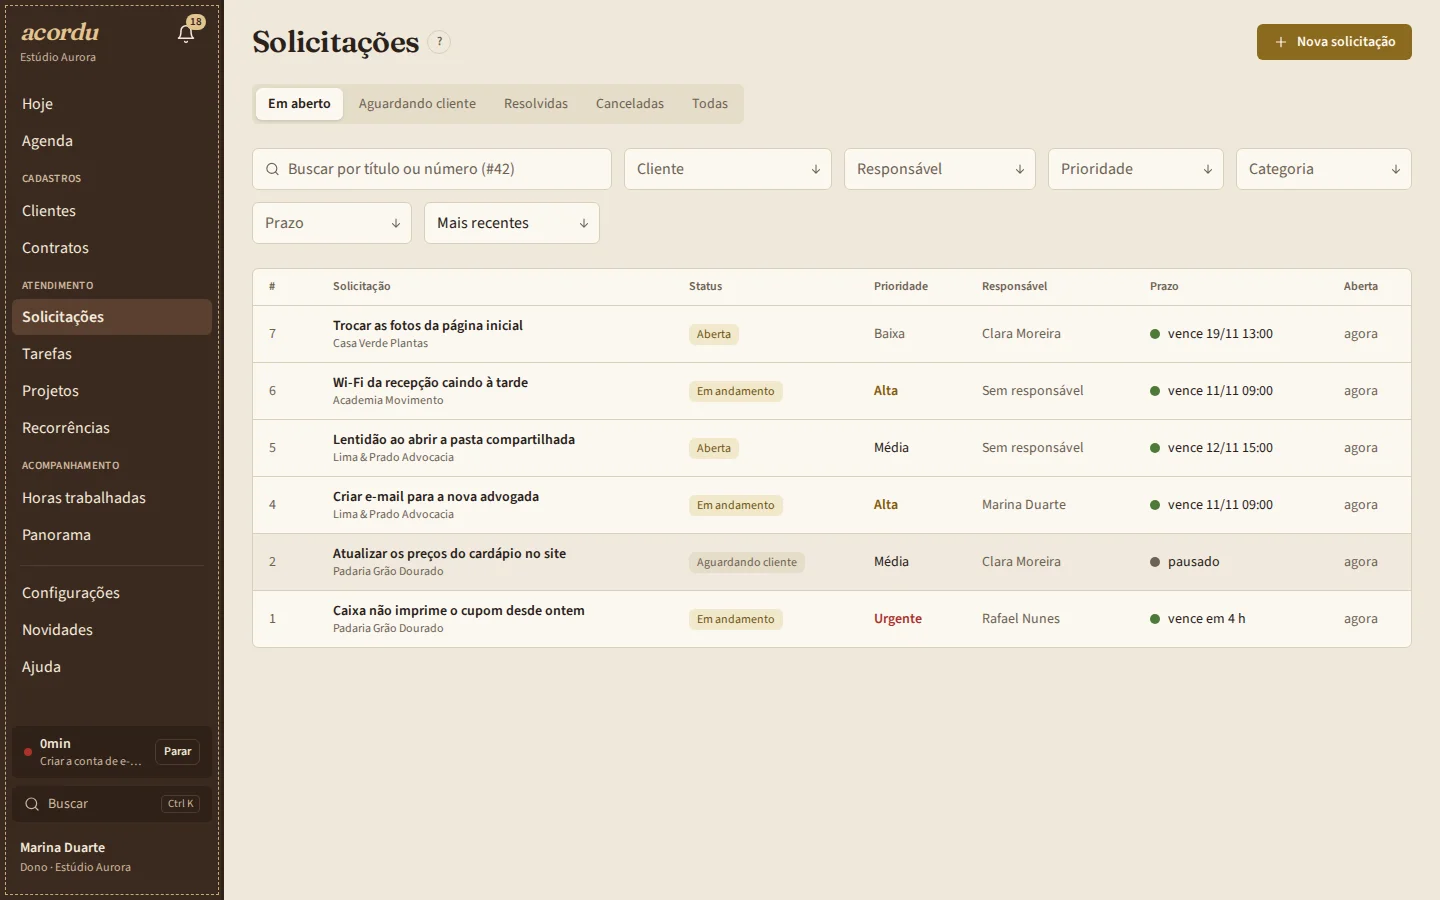 acordu
18
Estúdio Aurora
Hoje
Agenda
CADASTROS
Clientes
Contratos
ATENDIMENTO
Solicitações
Tarefas
Projetos
Recorrências
ACOMPANHAMENTO
Horas trabalhadas
Panorama
Configurações
Novidades
Ajuda
0min
Criar a conta de e-...
Parar
Buscar
Ctrl K
Marina Duarte
Dono · Estúdio Aurora
Solicitações ?
+ Nova solicitação
Em aberto Aguardando cliente Resolvidas Canceladas Todas
Buscar por título ou número (#42) Cliente Responsável Prioridade Categoria
Prazo Mais recentes
# Solicitação Status Prioridade Responsável Prazo Aberta
7 Trocar as fotos da página inicial Aberta Baixa Clara Moreira vence 19/11 13:00 agora
Casa Verde Plantas
6 Wi-Fi da recepção caindo à tarde Em andamento Alta Sem responsável vence 11/11 09:00 agora
Academia Movimento
5 Lentidão ao abrir a pasta compartilhada Aberta Média Sem responsável vence 12/11 15:00 agora
Lima & Prado Advocacia
4 Criar e-mail para a nova advogada Em andamento Alta Marina Duarte vence 11/11 09:00 agora
Lima & Prado Advocacia
2 Atualizar os preços do cardápio no site Aguardando cliente Média Clara Moreira pausado agora
Padaria Grão Dourado
1 Caixa não imprime o cupom desde ontem Em andamento Urgente Rafael Nunes vence em 4 h agora
Padaria Grão Dourado